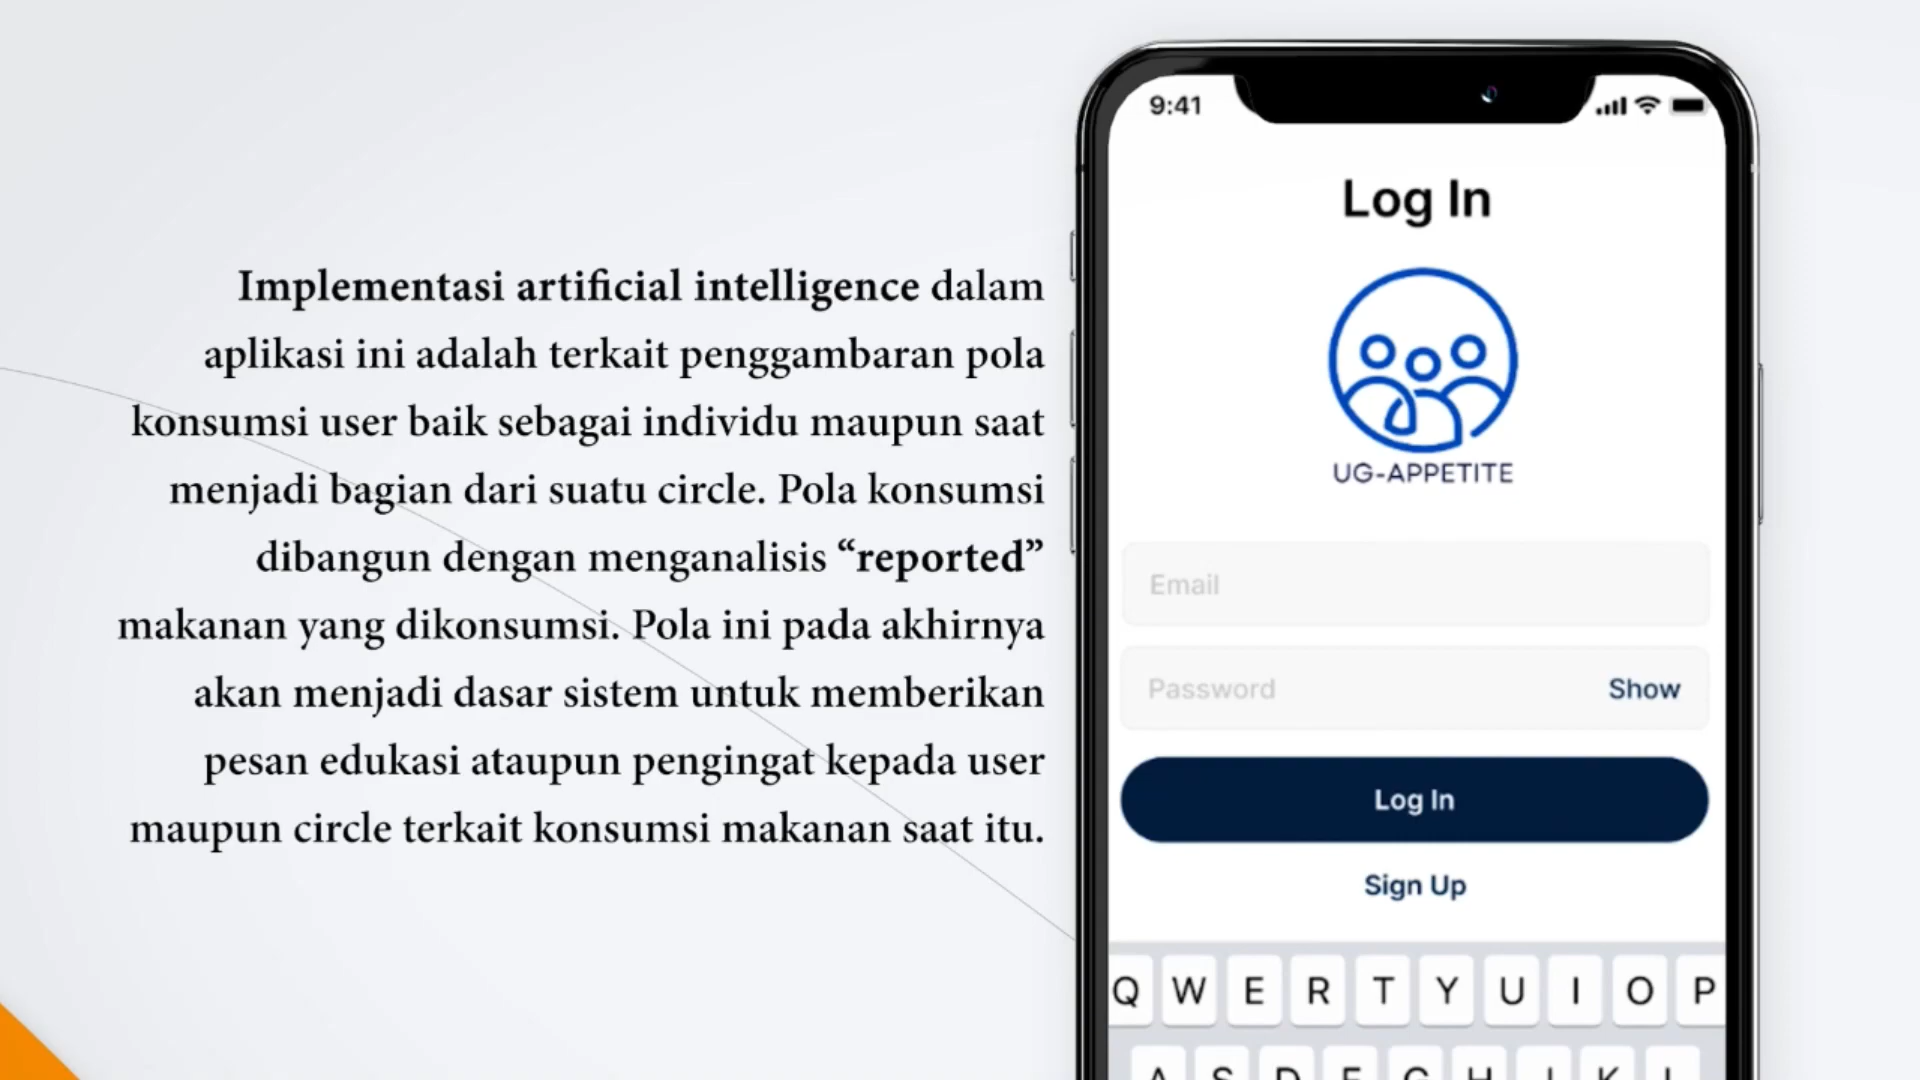 Implementasi artificial intelligence dalam
aplikasi ini adalah terkait penggambaran pola
konsumsi user baik sebagai individu maupun saat
menjadi bagian dari suatu circle. Pola konsumsi
dibangun dengan menganalisis “reported”
makanan yang dikonsumsi. Pola ini pada akhirnya
akan menjadi dasar sistem untuk memberikan
pesan edukasi ataupun pengingat kepada user
maupun circle terkait konsumsi makanan saat itu.
9:41
Log In
UG-APPETITE
Email
Password Show
Log In
Sign Up
Q W E R T Y U I O P
A S D F G H J K L